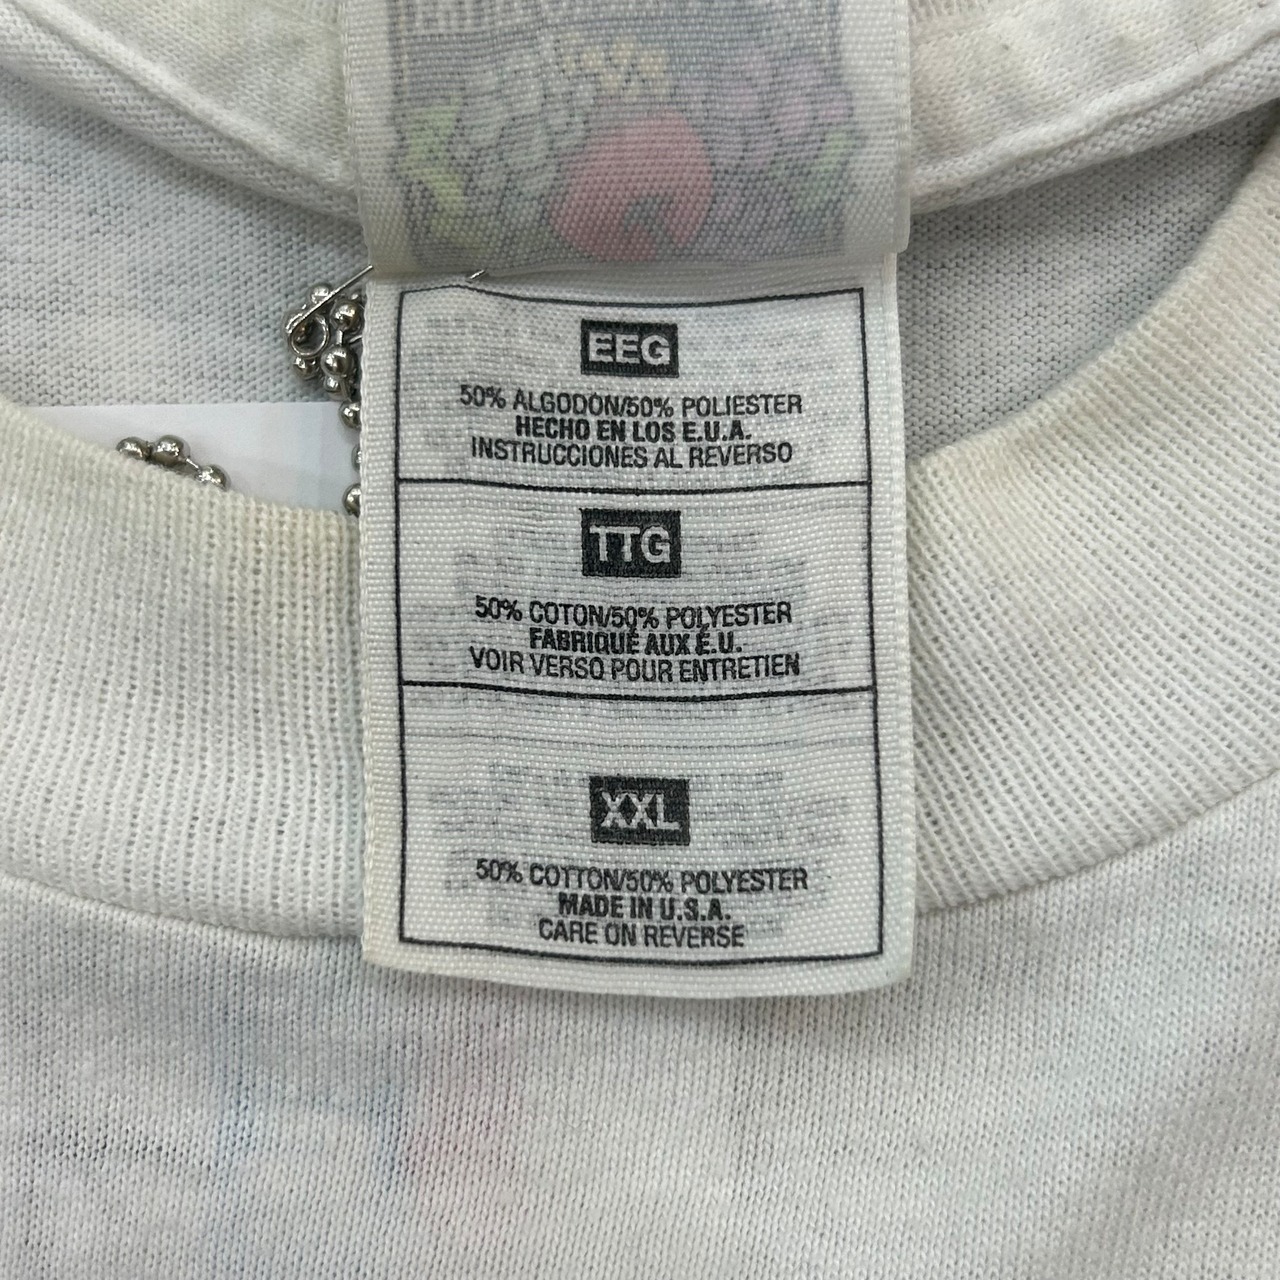 EEG
50% ALGODON/50% POLIESTER
HECHO EN LOS E.U.A.
INSTRUCCIONES AL REVERSO
TTG
50% COTON/50% POLYESTER
FABRIQUÉ AUX É.U.
VOIR VERSO POUR ENTRETIEN
XXL
50% COTTON/50% POLYESTER
MADE IN U.S.A.
CARE ON REVERSE